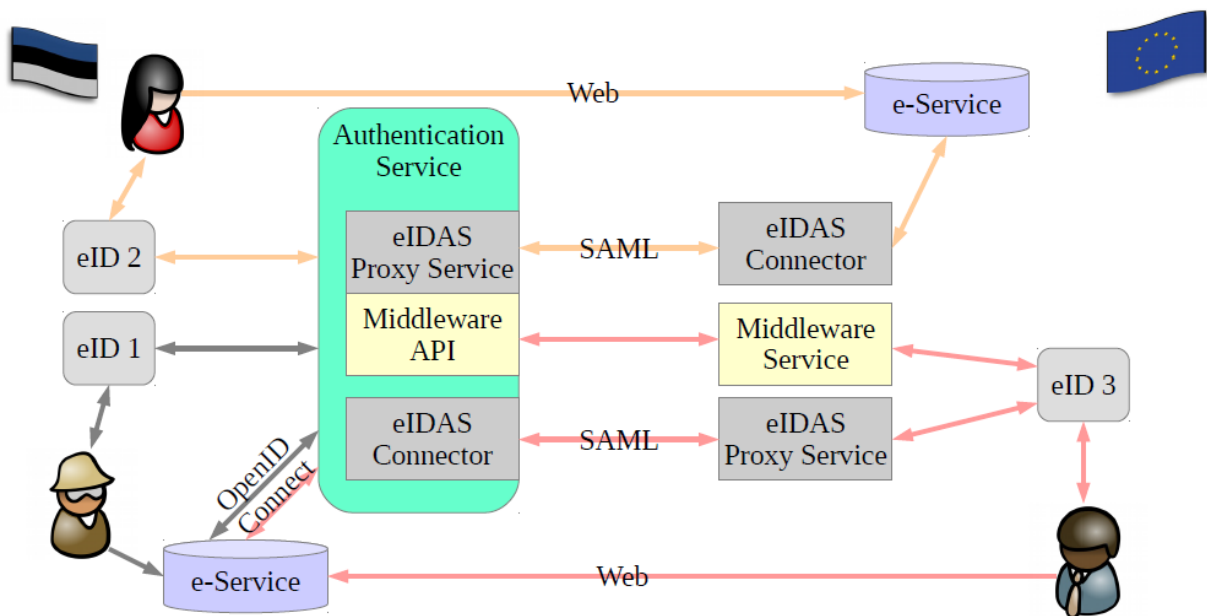 Web
e-Service
Authentication
Service
eID 2
eIDAS
Proxy Service
SAML
eIDAS
Connector
eID 1
Middleware
API
Middleware
Service
eID 3
eIDAS
Connector
SAML
eIDAS
Proxy Service
OpenID
Connect
e-Service
Web